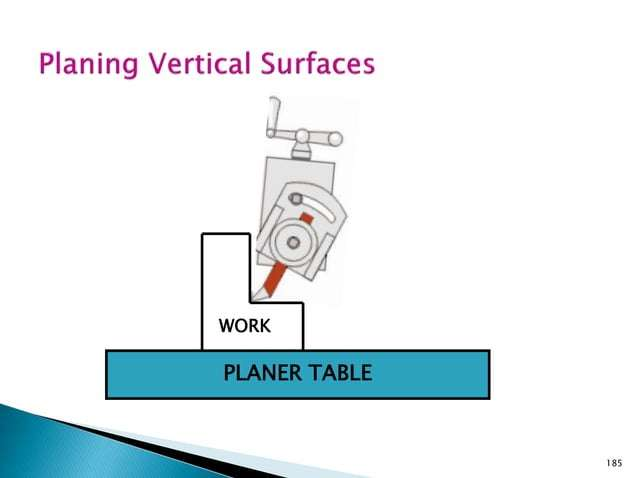 Planing Vertical Surfaces
WORK
PLANER TABLE
185